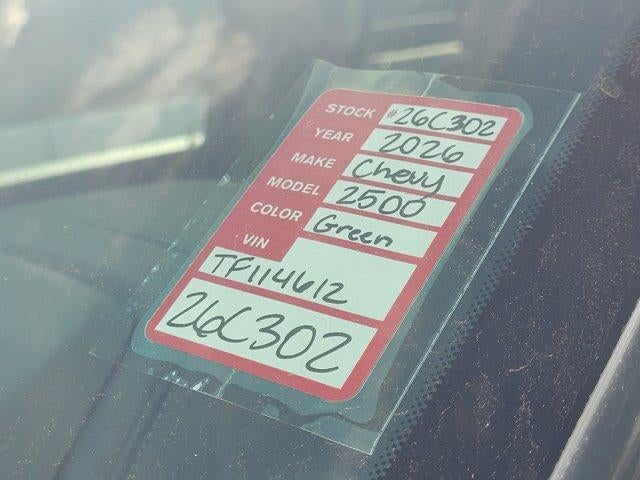 STOCK #26C302
YEAR 2026
MAKE Chevy
MODEL 2500
COLOR Green
VIN
TF114612
26C302